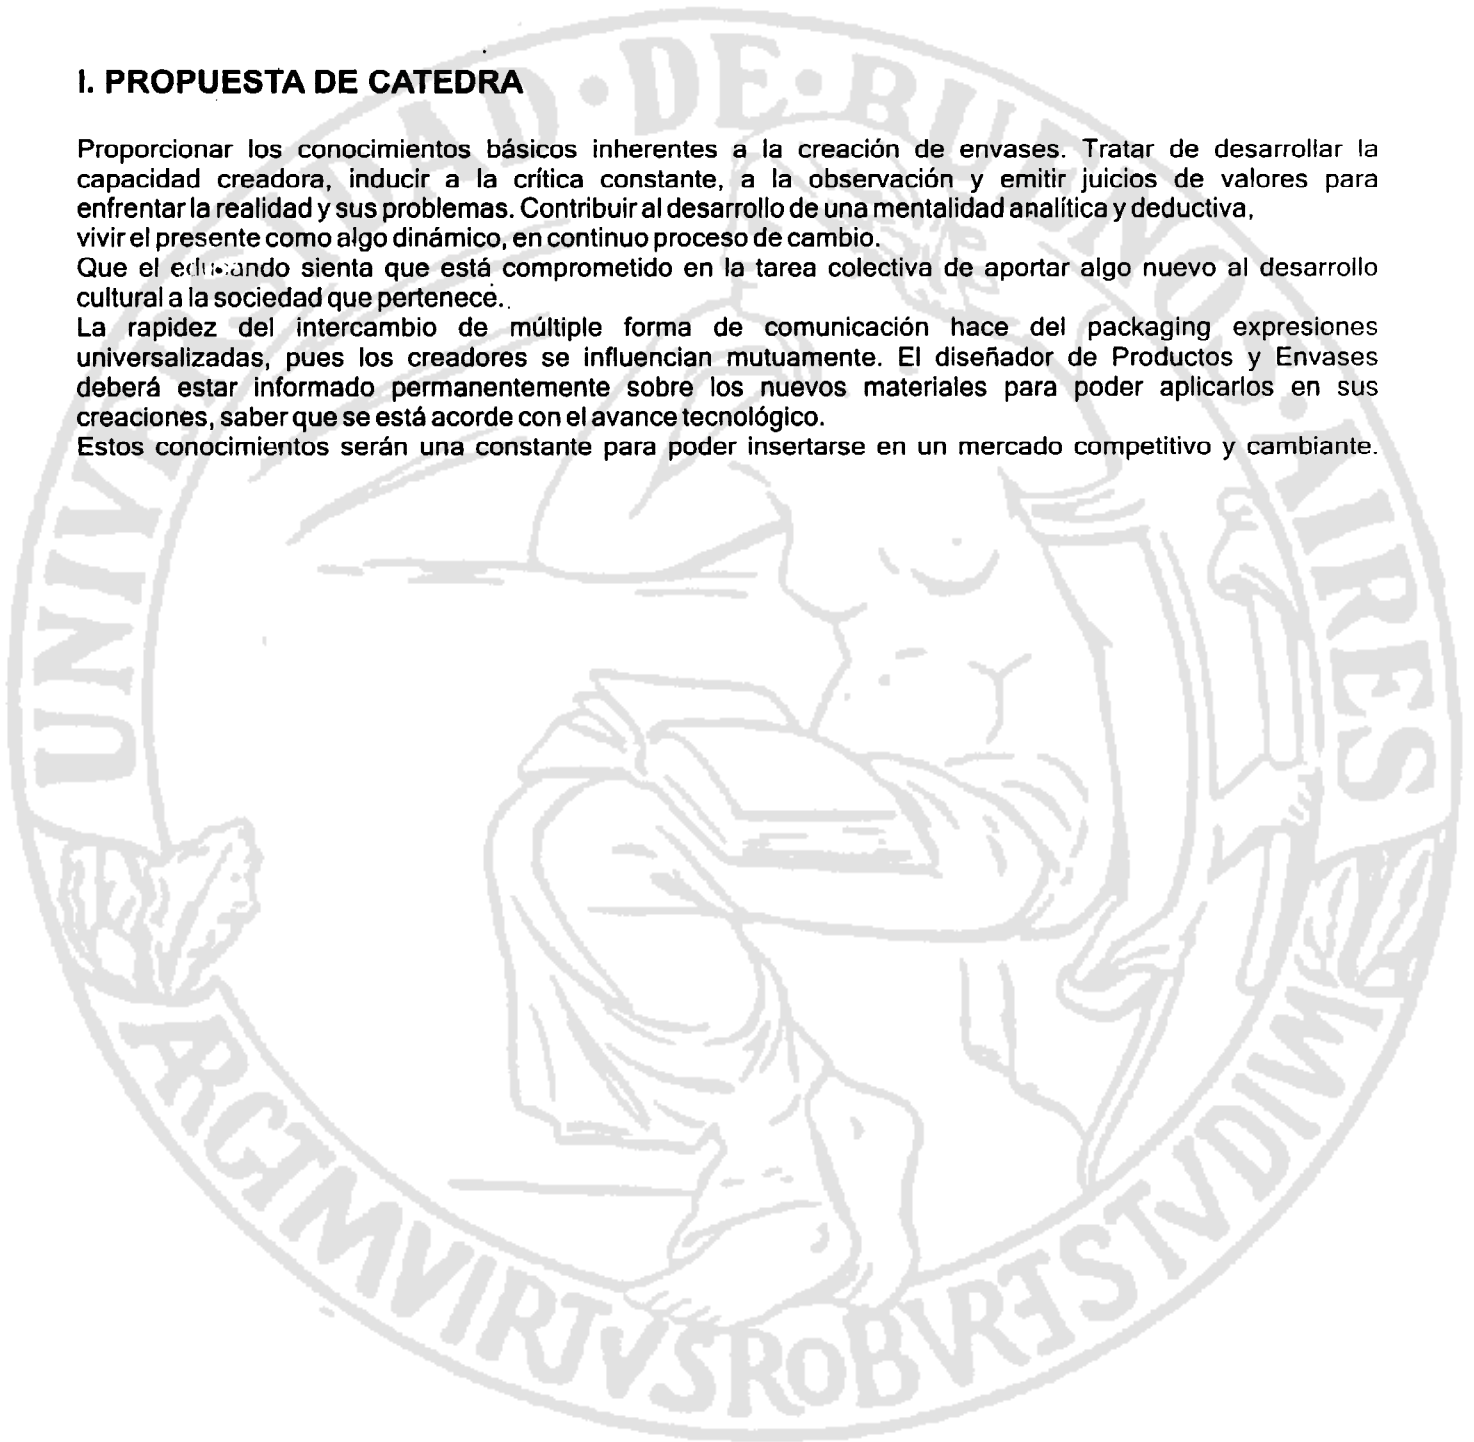 I. PROPUESTA DE CATEDRA
Proporcionar los conocimientos básicos inherentes a la creación de envases. Tratar de desarrollar la
capacidad creadora, inducir a la crítica constante, a la observación y emitir juicios de valores para
enfrentar la realidad y sus problemas. Contribuir al desarrollo de una mentalidad analítica y deductiva,
vivir el presente como algo dinámico, en continuo proceso de cambio.
Que el educando sienta que está comprometido en la tarea colectiva de aportar algo nuevo al desarrollo
cultural a la sociedad que pertenece.
La rapidez del intercambio de múltiple forma de comunicación hace del packaging expresiones
universalizadas, pues los creadores se influencian mutuamente. El diseñador de Productos y Envases
deberá estar informado permanentemente sobre los nuevos materiales para poder aplicarlos en sus
creaciones, saber que se está acorde con el avance tecnológico.
Estos conocimientos serán una constante para poder insertarse en un mercado competitivo y cambiante.
UNIVERSIDAD • DE • BUENOS • AIRES
ARGTMVIRTVSROBVRETSTVDIVM